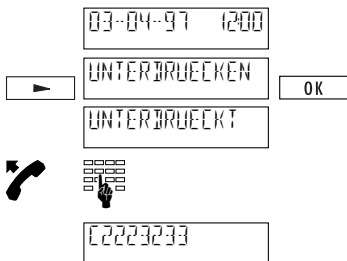 03-04-97 12:00
UNTERDRUECKEN
OK
UNTERDRUECKT
C2223233